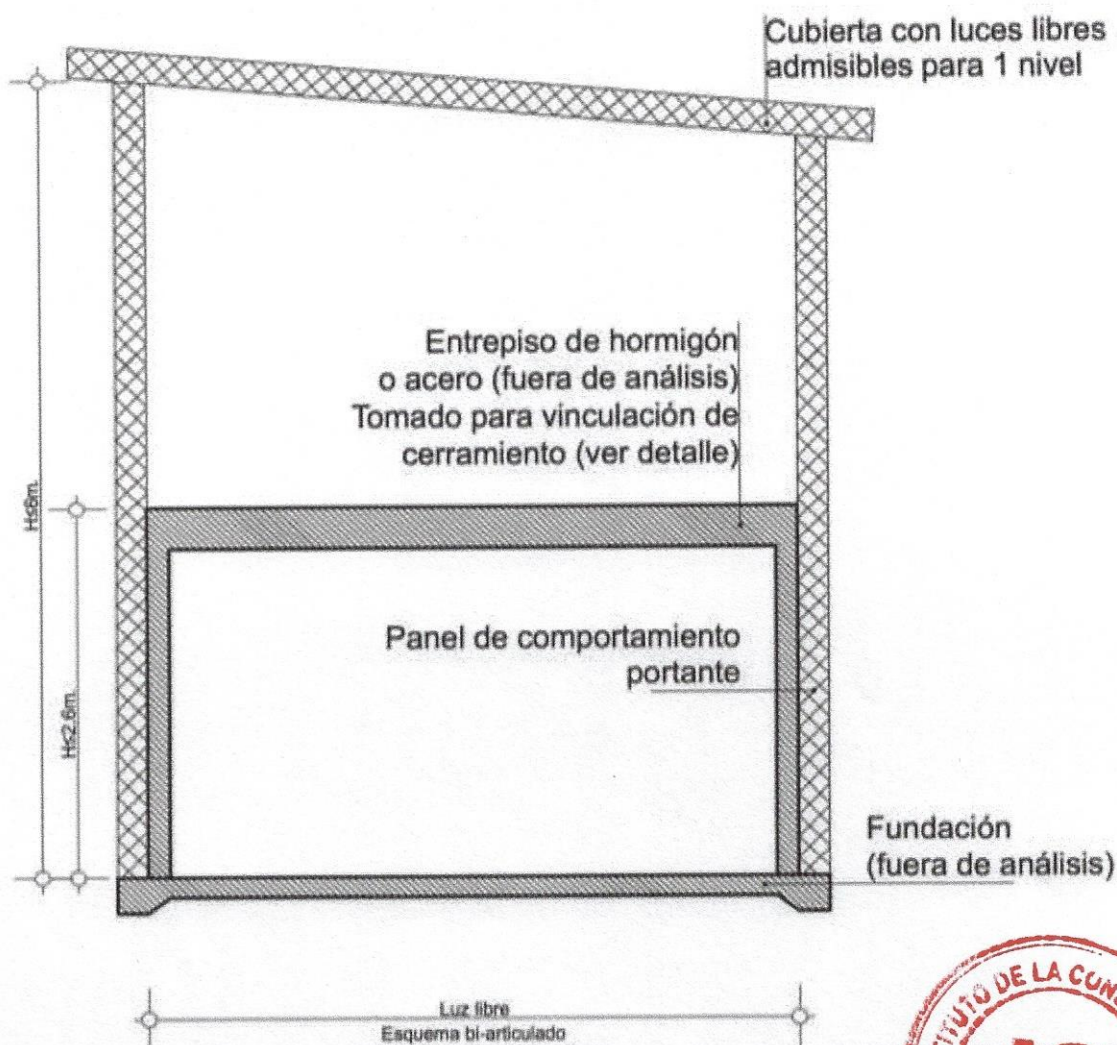 Cubierta con luces libres
admisibles para 1 nivel
Entrepiso de hormigón
o acero (fuera de análisis)
Tomado para vinculación de
cerramiento (ver detalle)
H≤6m.
H≤2.6m.
Panel de comportamiento
portante
Fundación
(fuera de análisis)
Luz libre
Esquema bi-articulado
DE LA